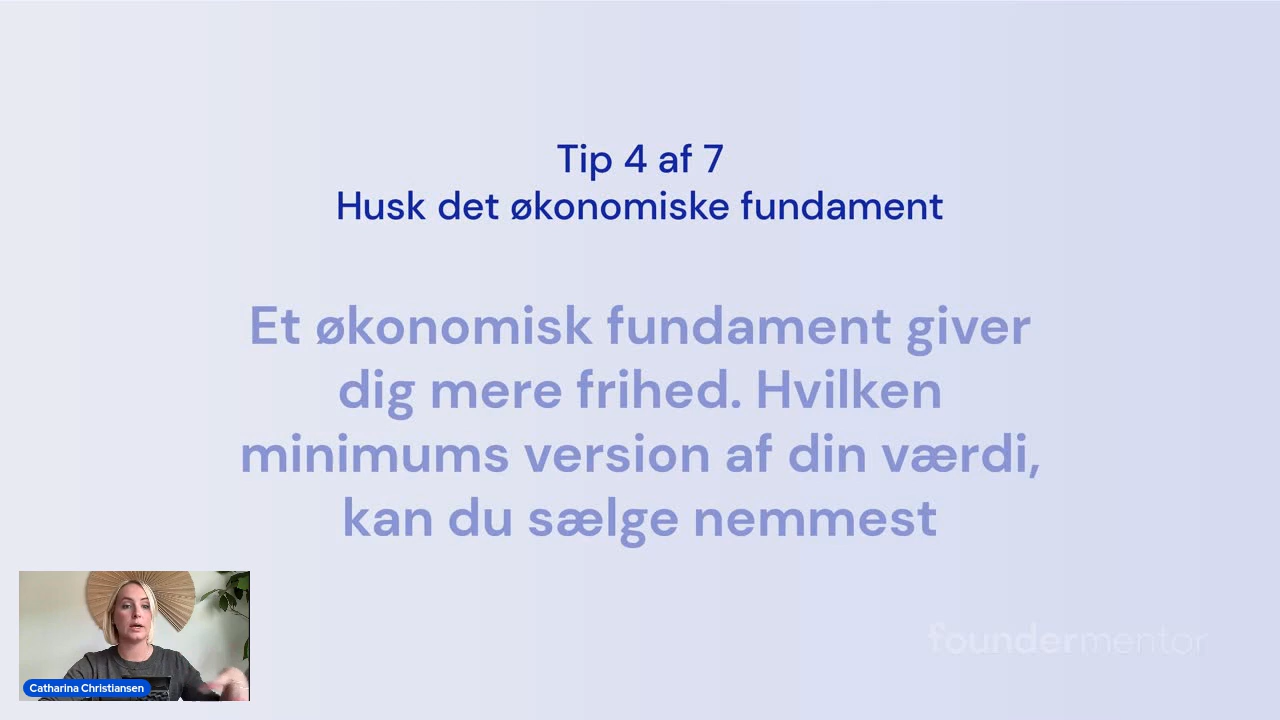 Tip 4 af 7
Husk det økonomiske fundament
Et økonomisk fundament giver
dig mere frihed. Hvilken
minimums version af din værdi,
kan du sælge nemmest
foundermentor
Catharina Christiansen